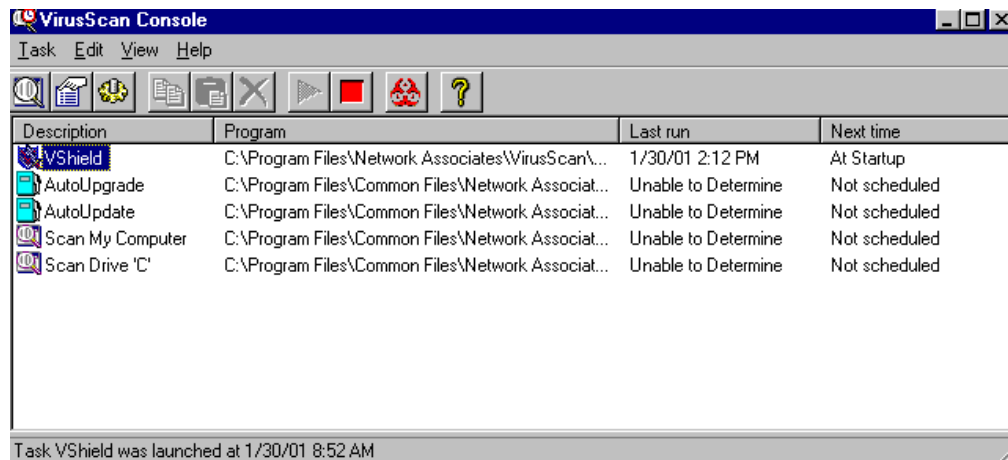 VirusScan Console
Task Edit View Help
Description Program Last run Next time
VShield C:\Program Files\Network Associates\VirusScan\... 1/30/01 2:12 PM At Startup
AutoUpgrade C:\Program Files\Common Files\Network Associat... Unable to Determine Not scheduled
AutoUpdate C:\Program Files\Common Files\Network Associat... Unable to Determine Not scheduled
Scan My Computer C:\Program Files\Common Files\Network Associat... Unable to Determine Not scheduled
Scan Drive 'C' C:\Program Files\Common Files\Network Associat... Unable to Determine Not scheduled
Task VShield was launched at 1/30/01 8:52 AM